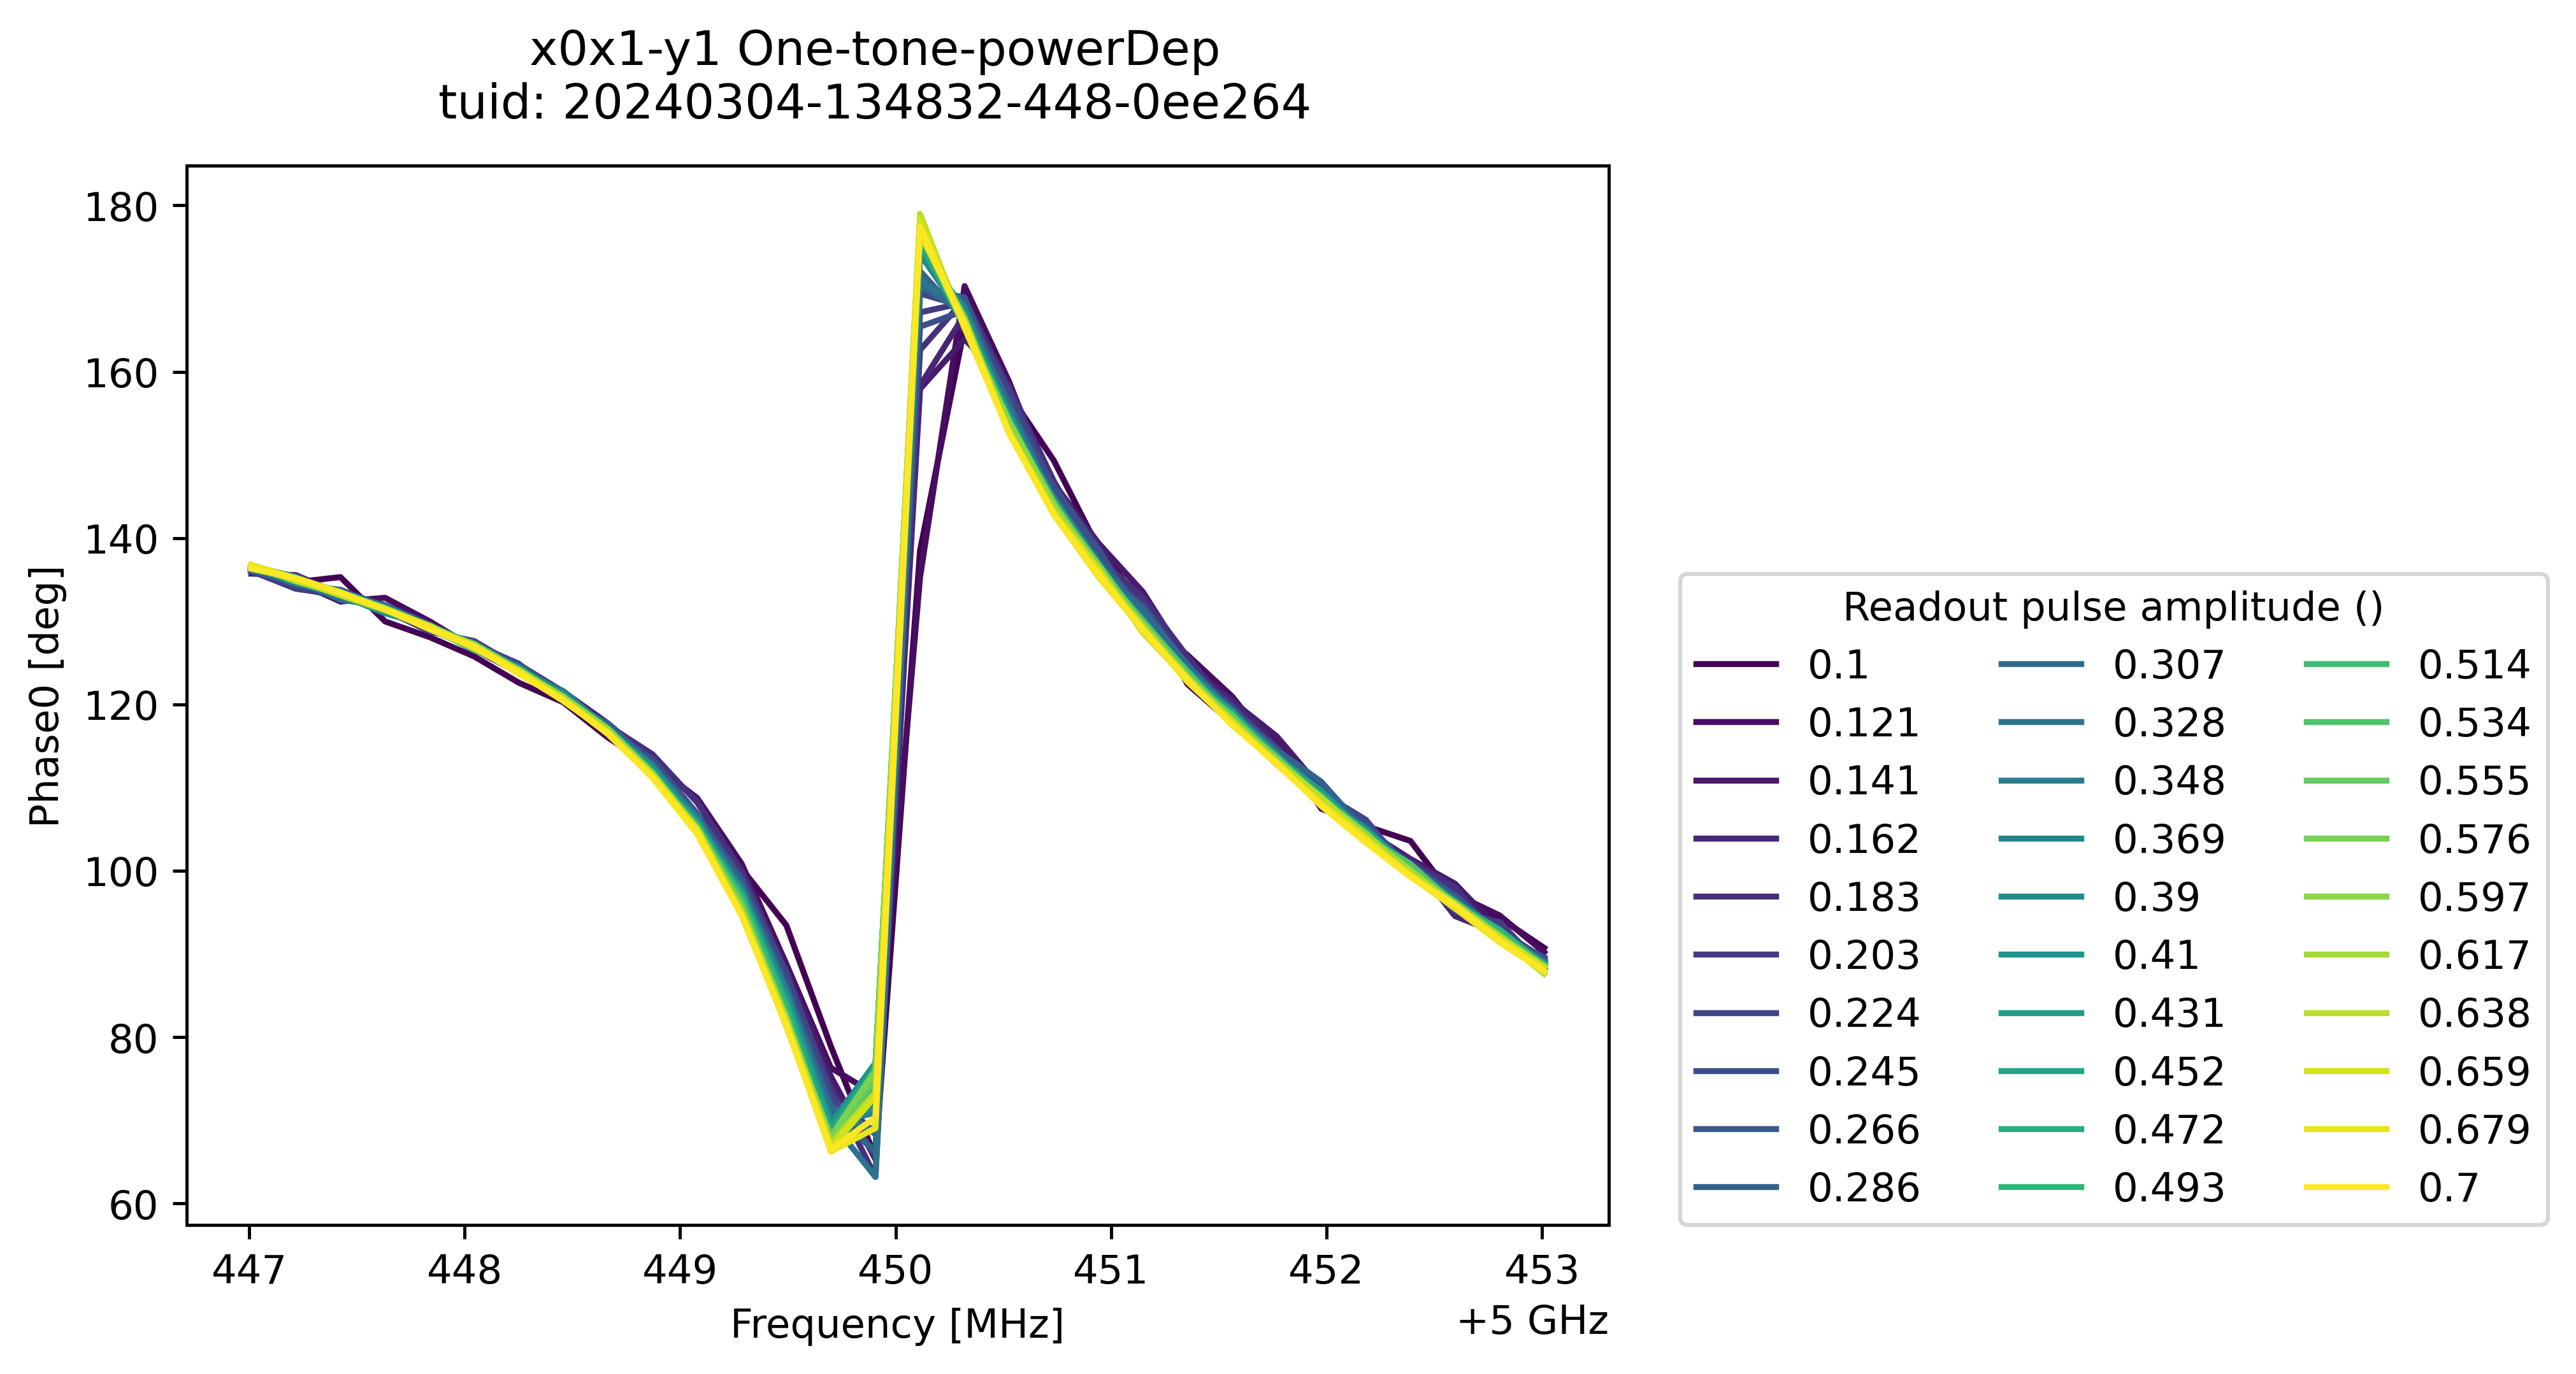 x0x1-y1 One-tone-powerDep
tuid: 20240304-134832-448-0ee264
Phase0 [deg]
180
160
140
120
100
80
60
447 448 449 450 451 452 453
Frequency [MHz]
+5 GHz
Readout pulse amplitude ()
0.1 0.307 0.514
0.121 0.328 0.534
0.141 0.348 0.555
0.162 0.369 0.576
0.183 0.39 0.597
0.203 0.41 0.617
0.224 0.431 0.638
0.245 0.452 0.659
0.266 0.472 0.679
0.286 0.493 0.7